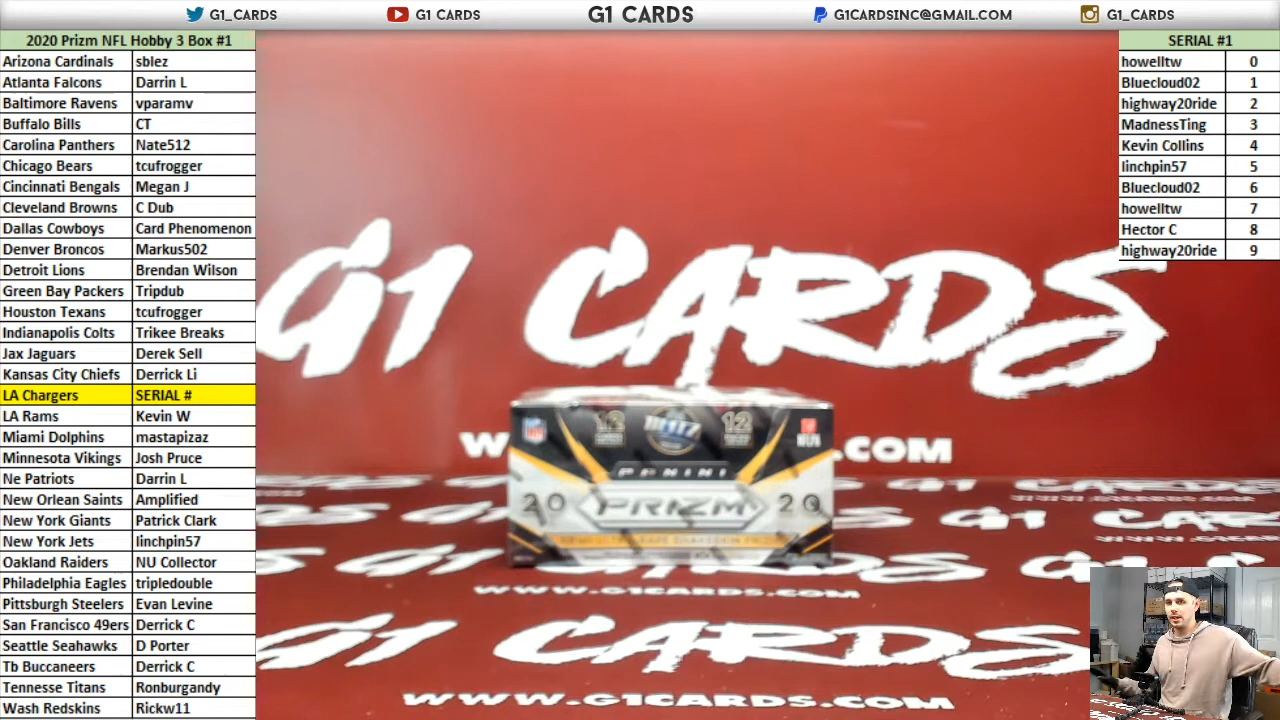 G1_CARDS G1 CARDS G1 CARDS G1CARDSINC@GMAIL.COM G1_CARDS
2020 Prizm NFL Hobby 3 Box #1
Arizona Cardinals sblez
Atlanta Falcons Darrin L
Baltimore Ravens vparamv
Buffalo Bills CT
Carolina Panthers Nate512
Chicago Bears tcufrogger
Cincinnati Bengals Megan J
Cleveland Browns C Dub
Dallas Cowboys Card Phenomenon
Denver Broncos Markus502
Detroit Lions Brendan Wilson
Green Bay Packers Tripdub
Houston Texans tcufrogger
Indianapolis Colts Trikee Breaks
Jax Jaguars Derek Sell
Kansas City Chiefs Derrick Li
LA Chargers SERIAL #
LA Rams Kevin W
Miami Dolphins mastapizaz
Minnesota Vikings Josh Pruce
Ne Patriots Darrin L
New Orlean Saints Amplified
New York Giants Patrick Clark
New York Jets linchpin57
Oakland Raiders NU Collector
Philadelphia Eagles tripledouble
Pittsburgh Steelers Evan Levine
San Francisco 49ers Derrick C
Seattle Seahawks D Porter
Tb Buccaneers Derrick C
Tennesse Titans Ronburgandy
Wash Redskins Rickw11
SERIAL #1
howelltw 0
Bluecloud02 1
highway20ride 2
MadnessTing 3
Kevin Collins 4
linchpin57 5
Bluecloud02 6
howelltw 7
Hector C 8
highway20ride 9
G1 CARDS
12 BLITZ 12
PANINI
20 PRIZM 20
WWW.G1CARDS.COM
G1 CARDS
WWW.G1CARDS.COM